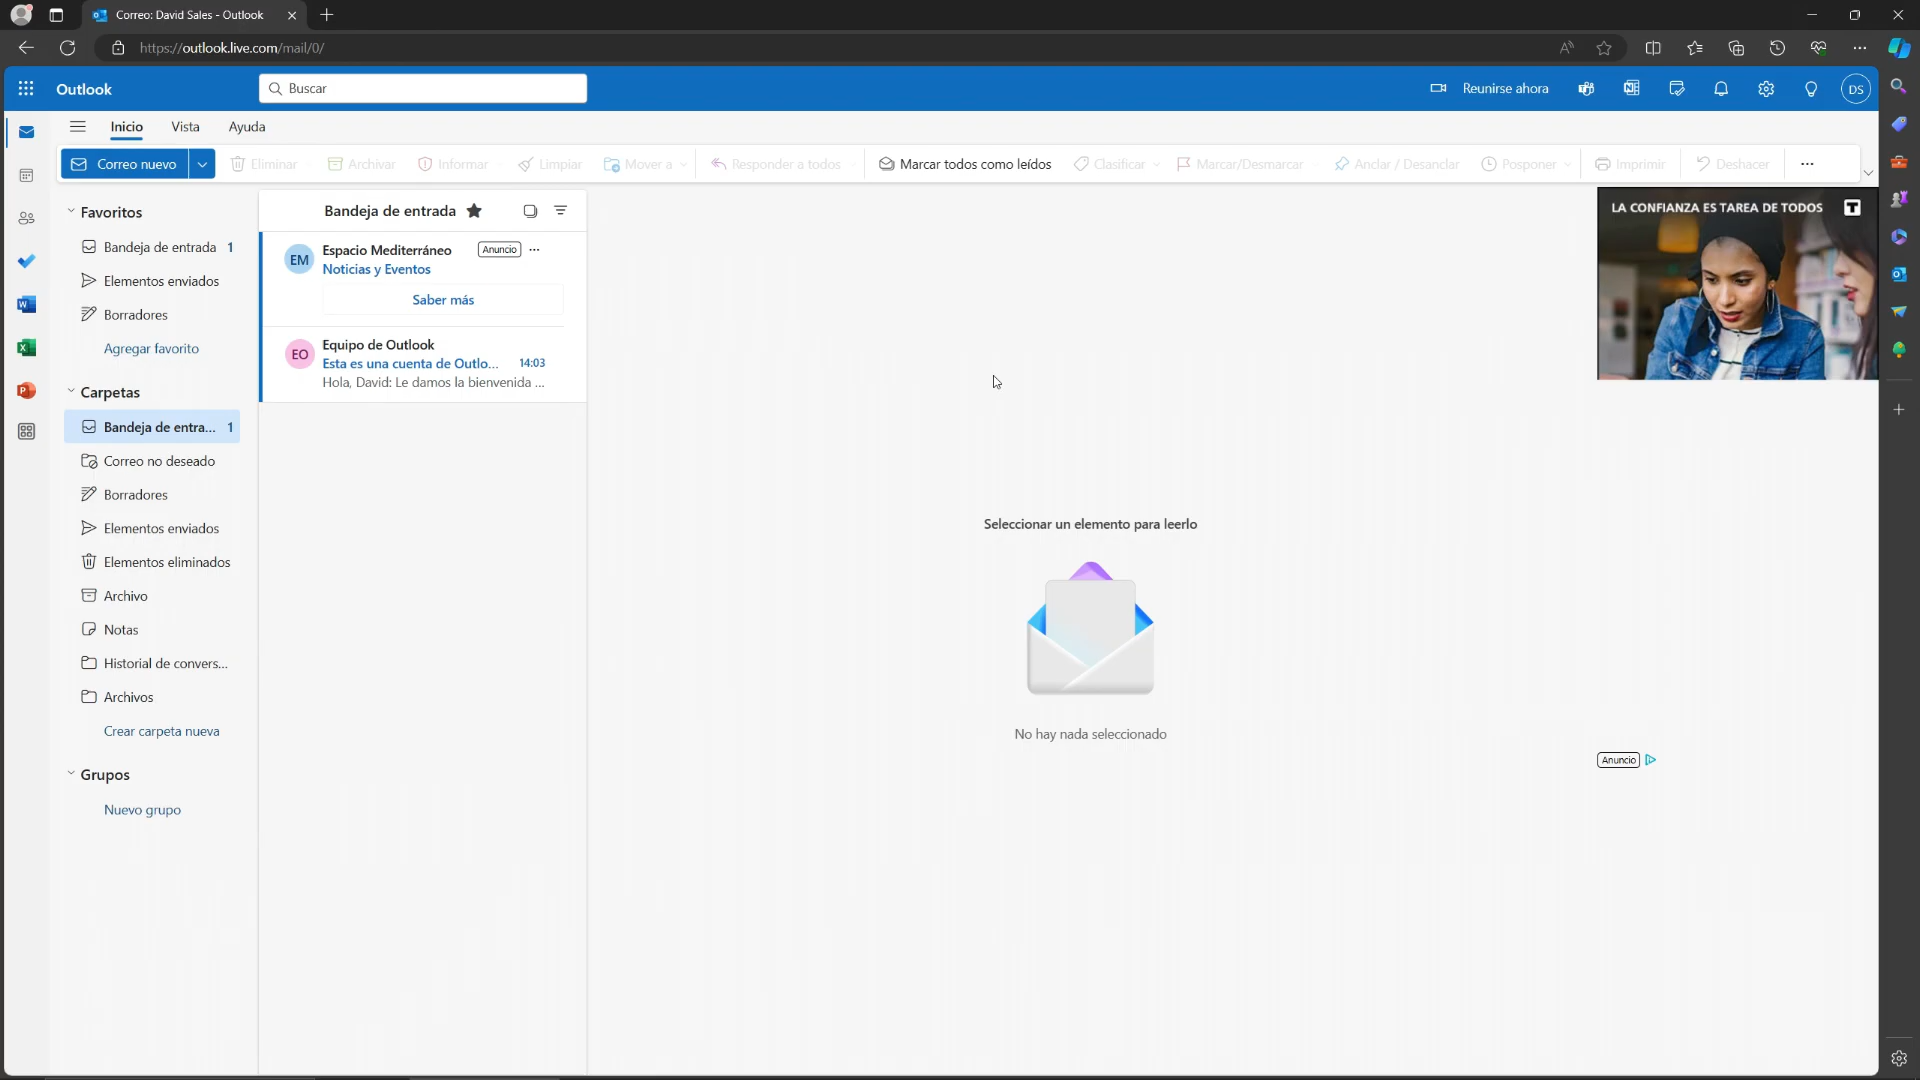 Correo: David Sales - Outlook
https://outlook.live.com/mail/0/
Outlook
Buscar
Reunirse ahora
DS
Inicio
Vista
Ayuda
Correo nuevo
Eliminar
Archivar
Informar
Limpiar
Mover a
Responder a todos
Marcar todos como leídos
Clasificar
Marcar/Desmarcar
Anclar / Desanclar
Posponer
Imprimir
Deshacer
Favoritos
Bandeja de entrada 1
Elementos enviados
Borradores
Agregar favorito
Carpetas
Bandeja de entra... 1
Correo no deseado
Borradores
Elementos enviados
Elementos eliminados
Archivo
Notas
Historial de convers...
Archivos
Crear carpeta nueva
Grupos
Nuevo grupo
Bandeja de entrada
EM
Espacio Mediterráneo
Anuncio
Noticias y Eventos
Saber más
EO
Equipo de Outlook
Esta es una cuenta de Outlo... 14:03
Hola, David: Le damos la bienvenida ...
Seleccionar un elemento para leerlo
No hay nada seleccionado
LA CONFIANZA ES TAREA DE TODOS
T
Anuncio